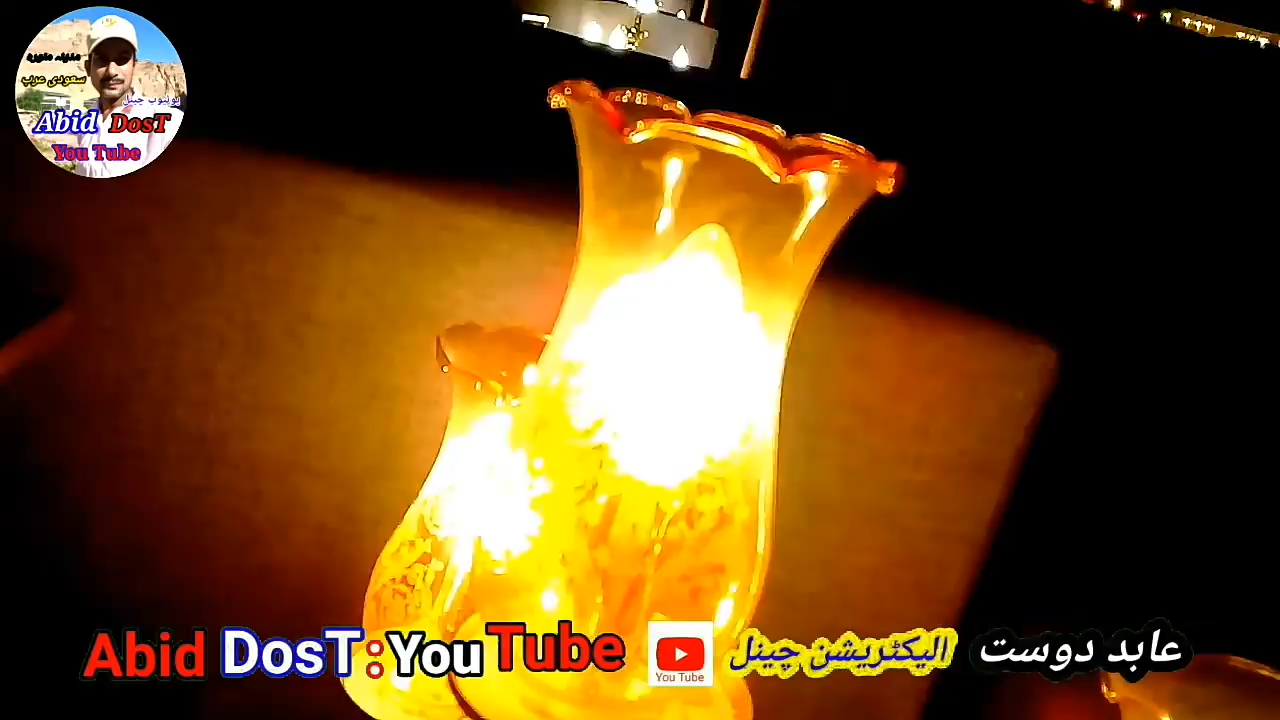 مدینہ منورہ
سعودی عرب
یوٹیوب چینل
Abid DosT
You Tube
Abid DosT:YouTube
You Tube
الیکٹریشن چینل
عابد دوست